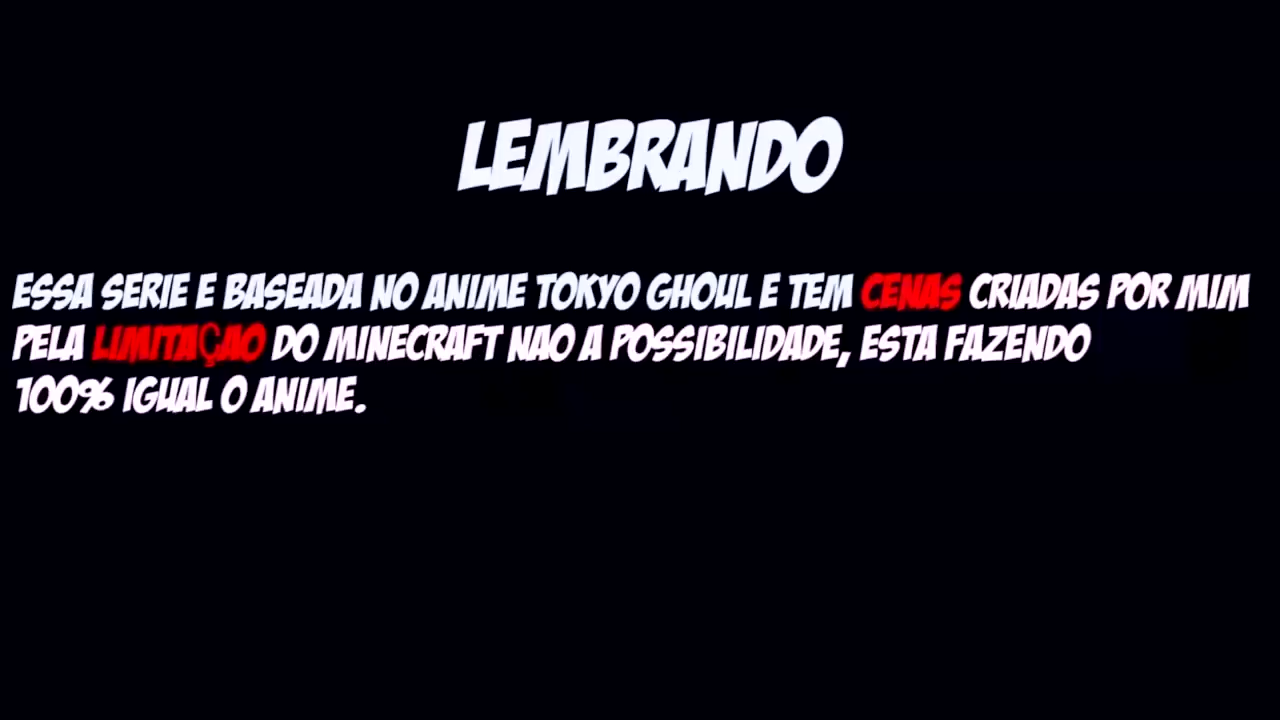 LEMBRANDO
ESSA SERIE E BASEADA NO ANIME TOKYO GHOUL E TEM CENAS CRIADAS POR MIM
PELA LIMITAÇAO DO MINECRAFT NAO A POSSIBILIDADE, ESTA FAZENDO
100% IGUAL O ANIME.